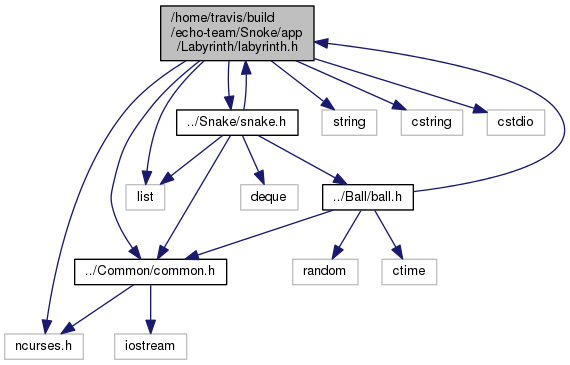 /home/travis/build
/echo-team/Snoke/app
/Labyrinth/labyrinth.h
../Snake/snake.h
string
cstring
cstdio
list
deque
../Ball/ball.h
../Common/common.h
random
ctime
ncurses.h
iostream